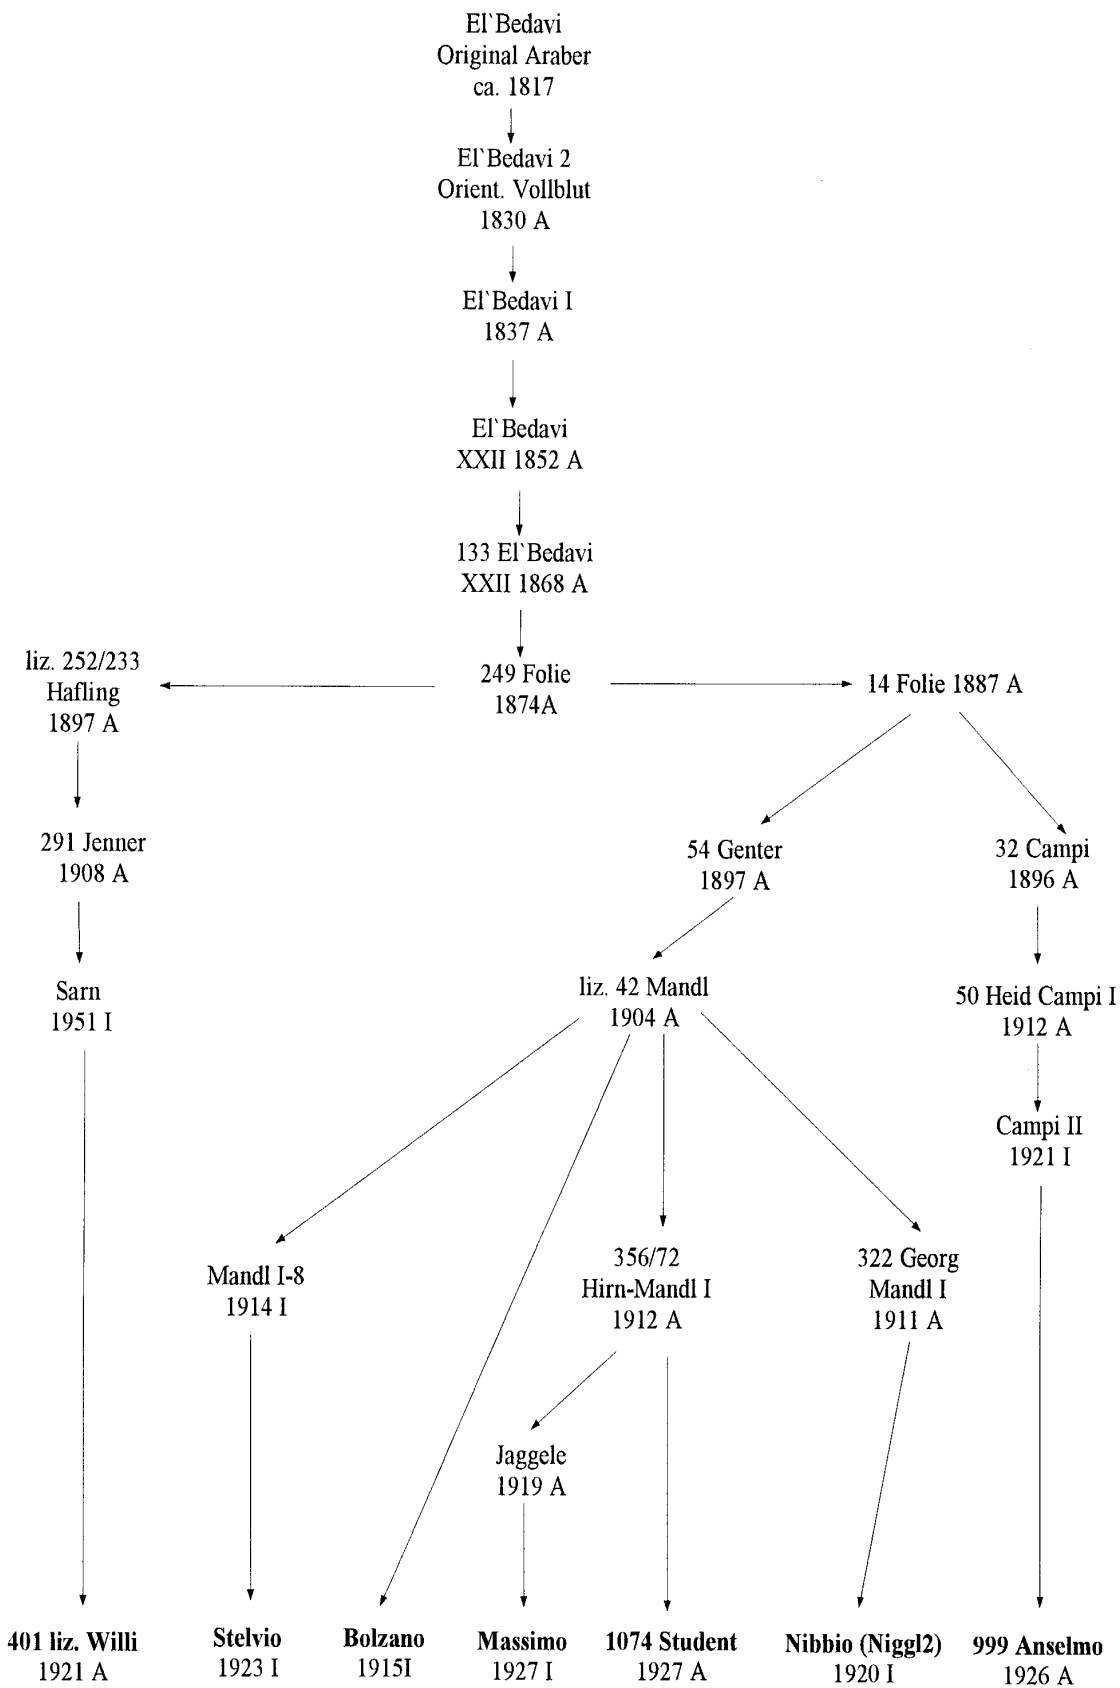 El`Bedavi
Original Araber
ca. 1817
El`Bedavi 2
Orient. Vollblut
1830 A
El`Bedavi I
1837 A
El`Bedavi
XXII 1852 A
133 El`Bedavi
XXII 1868 A
liz. 252/233
Hafling
1897 A
249 Folie
1874A
14 Folie 1887 A
291 Jenner
1908 A
54 Genter
1897 A
32 Campi
1896 A
Sarn
1951 I
liz. 42 Mandl
1904 A
50 Heid Campi I
1912 A
Campi II
1921 I
Mandl I-8
1914 I
356/72
Hirn-Mandl I
1912 A
322 Georg
Mandl I
1911 A
Jaggele
1919 A
401 liz. Willi
1921 A
Stelvio
1923 I
Bolzano
1915I
Massimo
1927 I
1074 Student
1927 A
Nibbio (Niggl2)
1920 I
999 Anselmo
1926 A